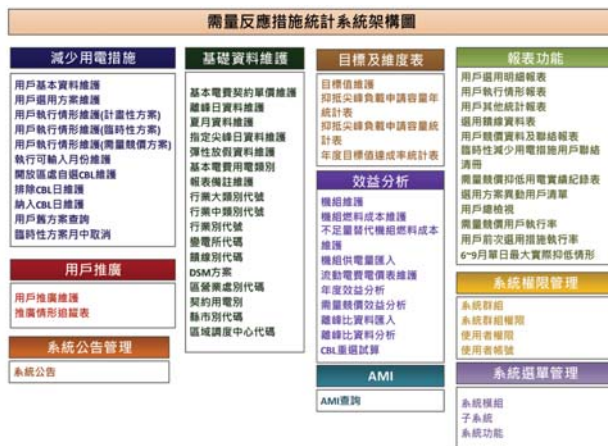 需量反應措施統計系統架構圖
減少用電措施
用戶基本資料維護
用戶選用方案維護
用戶執行情形維護(計畫性方案)
用戶執行情形維護(臨時性方案)
用戶執行情形維護(需量競價方案)
執行可輸入月份維護
開放區處自選CBL維護
排除CBL日維護
納入CBL日維護
用戶舊方案查詢
臨時性方案月中取消
用戶推廣
用戶推廣維護
推廣情形追蹤表
系統公告管理
系統公告
基礎資料維護
基本電費契約單價維護
離峰日資料維護
夏月資料維護
指定尖峰日資料維護
彈性放假資料維護
基本電費用電類別
報表備註維護
行業大類別代號
行業中類別代號
行業別代號
變電所代碼
饋線別代碼
DSM方案
區營業處別代碼
契約用電別
縣市別代碼
區域調度中心代碼
目標及維度表
目標值維護
抑抵尖峰負載申請容量年
統計表
抑抵尖峰負載申請容量統
計表
年度目標值達成率統計表
效益分析
機組維護
機組燃料成本維護
不足量替代機組燃料成本
維護
機組供電量匯入
流動電費電價表維護
年度效益分析
需量競價效益分析
離峰比資料匯入
離峰比資料分析
CBL重選試算
AMI
AMI查詢
報表功能
用戶選用明細報表
用戶執行情形報表
用戶其他統計報表
選用饋線資料表
用戶競價資料及聯絡報表
臨時性減少用電措施用戶聯絡
清冊
需量競價抑低用電實績紀錄表
選用方案異動用戶清單
用戶總檢視
需量競價用戶執行率
用戶前次選用措施執行率
6~9月單日最大實際抑低情形
系統權限管理
系統群組
系統群組權限
使用者權限
使用者帳號
系統選單管理
系統模組
子系統
系統功能